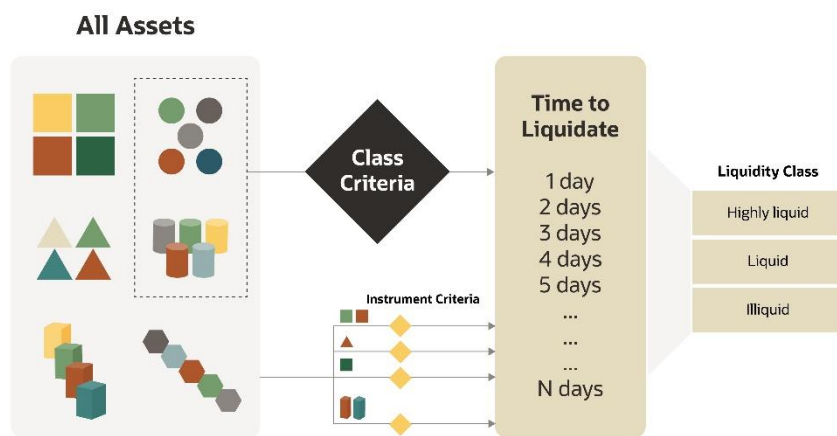 All Assets
Class
Criteria
Instrument Criteria
Time to
Liquidate
1 day
2 days
3 days
4 days
5 days
...
...
...
N days
Liquidity Class
Highly liquid
Liquid
Illiquid